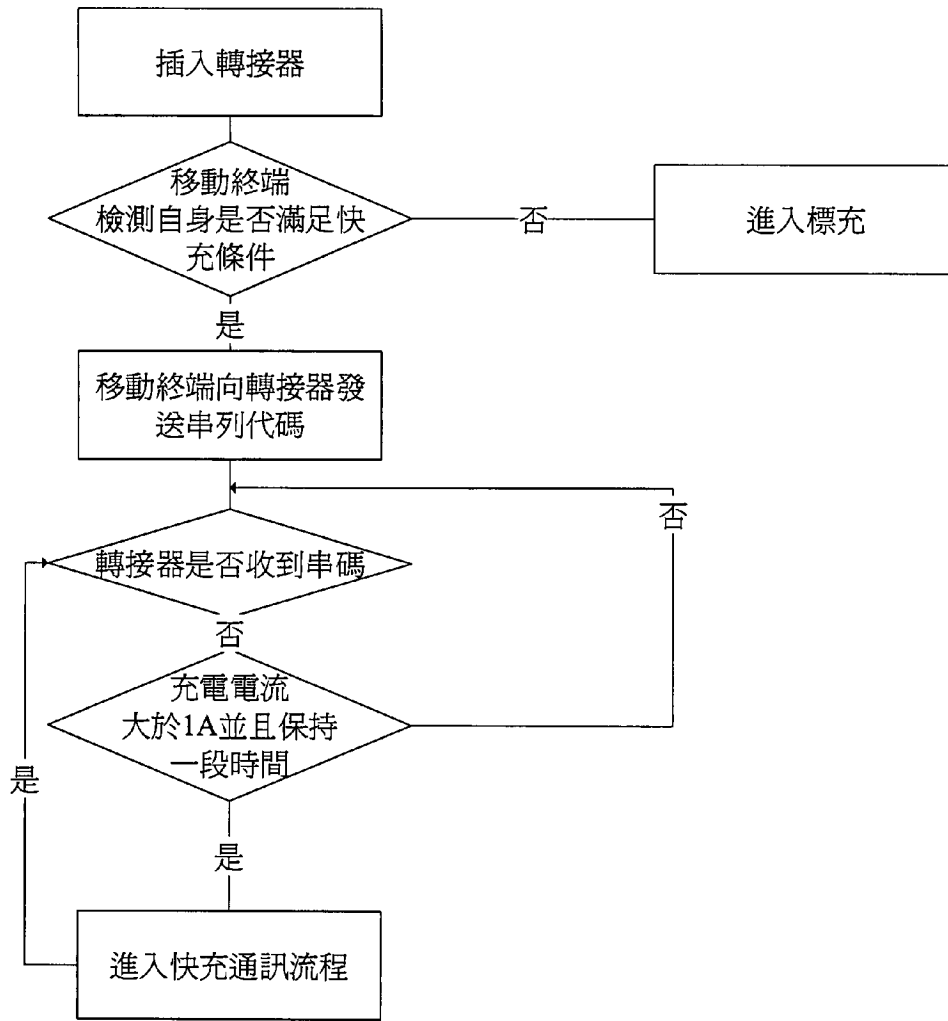 插入轉接器
移動終端
檢測自身是否滿足快
充條件
否
進入標充
是
移動終端向轉接器發
送串列代碼
否
轉接器是否收到串碼
否
充電電流
大於1A並且保持
一段時間
是
是
進入快充通訊流程